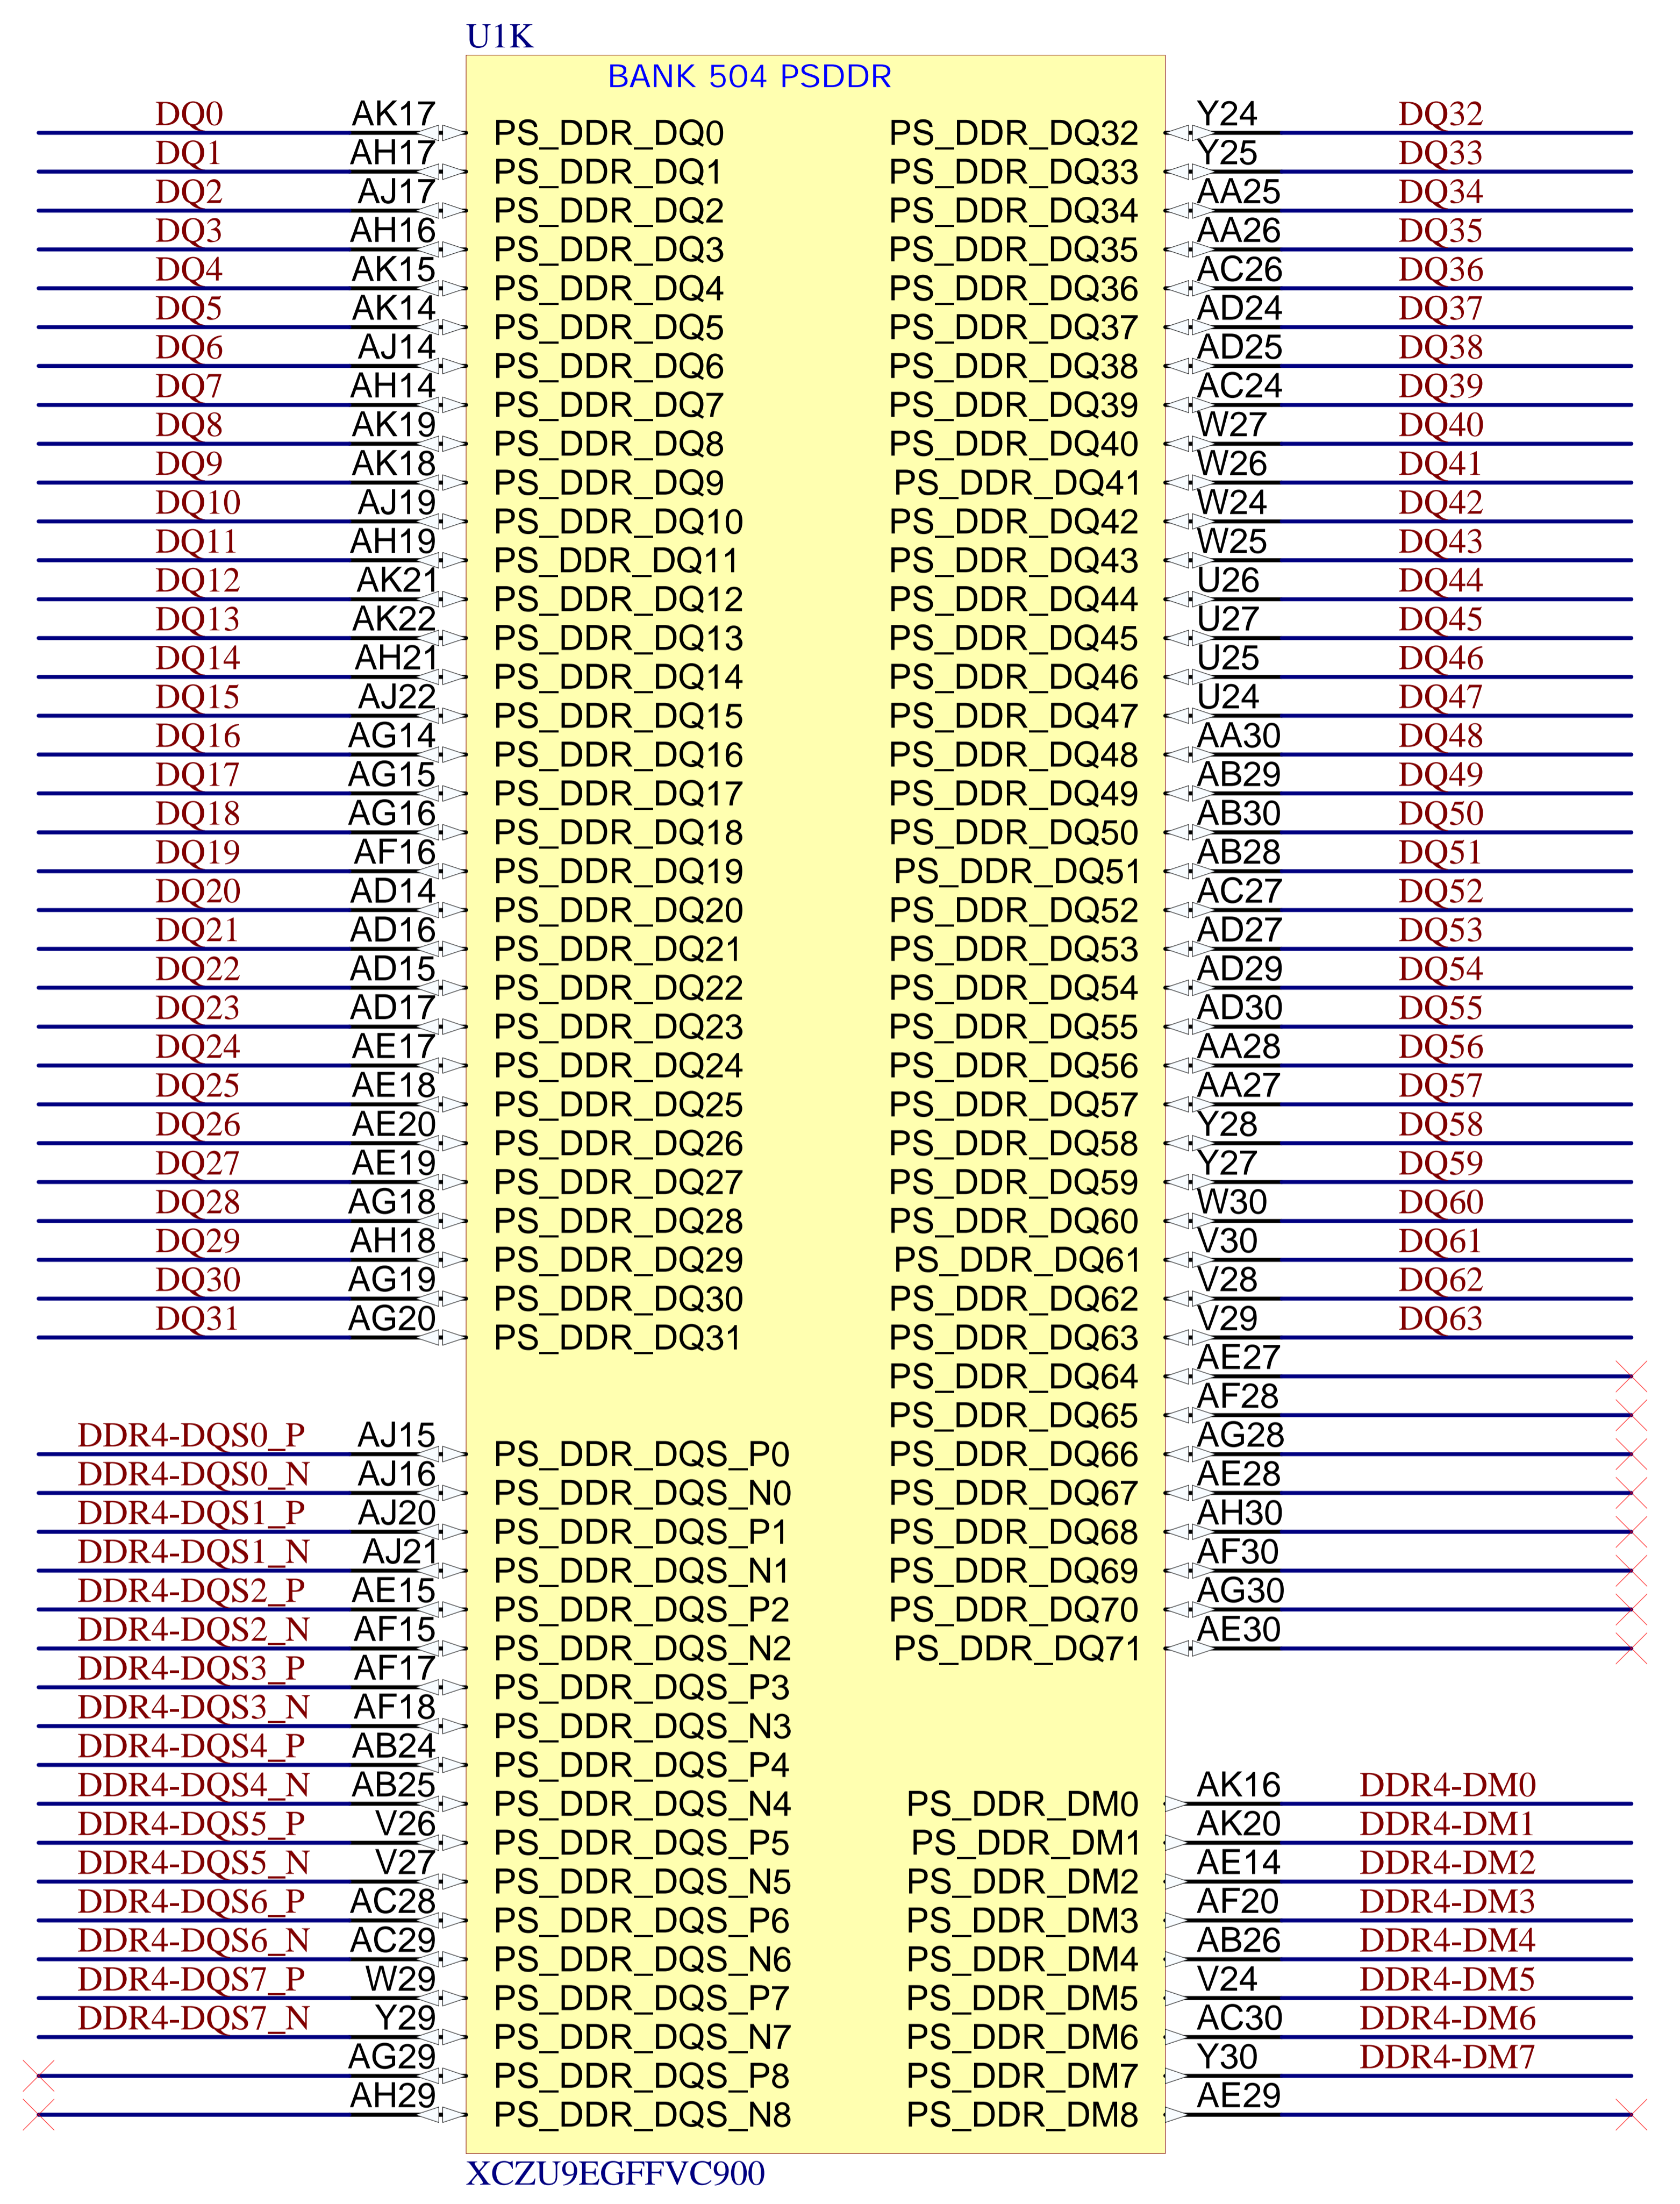 U1K
BANK 504 PSDDR
DQ0 AK17 PS_DDR_DQ0 PS_DDR_DQ32 Y24 DQ32
DQ1 AH17 PS_DDR_DQ1 PS_DDR_DQ33 Y25 DQ33
DQ2 AJ17 PS_DDR_DQ2 PS_DDR_DQ34 AA25 DQ34
DQ3 AH16 PS_DDR_DQ3 PS_DDR_DQ35 AA26 DQ35
DQ4 AK15 PS_DDR_DQ4 PS_DDR_DQ36 AC26 DQ36
DQ5 AK14 PS_DDR_DQ5 PS_DDR_DQ37 AD24 DQ37
DQ6 AJ14 PS_DDR_DQ6 PS_DDR_DQ38 AD25 DQ38
DQ7 AH14 PS_DDR_DQ7 PS_DDR_DQ39 AC24 DQ39
DQ8 AK19 PS_DDR_DQ8 PS_DDR_DQ40 W27 DQ40
DQ9 AK18 PS_DDR_DQ9 PS_DDR_DQ41 W26 DQ41
DQ10 AJ19 PS_DDR_DQ10 PS_DDR_DQ42 W24 DQ42
DQ11 AH19 PS_DDR_DQ11 PS_DDR_DQ43 W25 DQ43
DQ12 AK21 PS_DDR_DQ12 PS_DDR_DQ44 U26 DQ44
DQ13 AK22 PS_DDR_DQ13 PS_DDR_DQ45 U27 DQ45
DQ14 AH21 PS_DDR_DQ14 PS_DDR_DQ46 U25 DQ46
DQ15 AJ22 PS_DDR_DQ15 PS_DDR_DQ47 U24 DQ47
DQ16 AG14 PS_DDR_DQ16 PS_DDR_DQ48 AA30 DQ48
DQ17 AG15 PS_DDR_DQ17 PS_DDR_DQ49 AB29 DQ49
DQ18 AG16 PS_DDR_DQ18 PS_DDR_DQ50 AB30 DQ50
DQ19 AF16 PS_DDR_DQ19 PS_DDR_DQ51 AB28 DQ51
DQ20 AD14 PS_DDR_DQ20 PS_DDR_DQ52 AC27 DQ52
DQ21 AD16 PS_DDR_DQ21 PS_DDR_DQ53 AD27 DQ53
DQ22 AD15 PS_DDR_DQ22 PS_DDR_DQ54 AD29 DQ54
DQ23 AD17 PS_DDR_DQ23 PS_DDR_DQ55 AD30 DQ55
DQ24 AE17 PS_DDR_DQ24 PS_DDR_DQ56 AA28 DQ56
DQ25 AE18 PS_DDR_DQ25 PS_DDR_DQ57 AA27 DQ57
DQ26 AE20 PS_DDR_DQ26 PS_DDR_DQ58 Y28 DQ58
DQ27 AE19 PS_DDR_DQ27 PS_DDR_DQ59 Y27 DQ59
DQ28 AG18 PS_DDR_DQ28 PS_DDR_DQ60 W30 DQ60
DQ29 AH18 PS_DDR_DQ29 PS_DDR_DQ61 V30 DQ61
DQ30 AG19 PS_DDR_DQ30 PS_DDR_DQ62 V28 DQ62
DQ31 AG20 PS_DDR_DQ31 PS_DDR_DQ63 V29 DQ63
PS_DDR_DQ64 AE27
PS_DDR_DQ65 AF28
DDR4-DQS0_P AJ15 PS_DDR_DQS_P0 PS_DDR_DQ66 AG28
DDR4-DQS0_N AJ16 PS_DDR_DQS_N0 PS_DDR_DQ67 AE28
DDR4-DQS1_P AJ20 PS_DDR_DQS_P1 PS_DDR_DQ68 AH30
DDR4-DQS1_N AJ21 PS_DDR_DQS_N1 PS_DDR_DQ69 AF30
DDR4-DQS2_P AE15 PS_DDR_DQS_P2 PS_DDR_DQ70 AG30
DDR4-DQS2_N AF15 PS_DDR_DQS_N2 PS_DDR_DQ71 AE30
DDR4-DQS3_P AF17 PS_DDR_DQS_P3
DDR4-DQS3_N AF18 PS_DDR_DQS_N3
DDR4-DQS4_P AB24 PS_DDR_DQS_P4
DDR4-DQS4_N AB25 PS_DDR_DQS_N4 PS_DDR_DM0 AK16 DDR4-DM0
DDR4-DQS5_P V26 PS_DDR_DQS_P5 PS_DDR_DM1 AK20 DDR4-DM1
DDR4-DQS5_N V27 PS_DDR_DQS_N5 PS_DDR_DM2 AE14 DDR4-DM2
DDR4-DQS6_P AC28 PS_DDR_DQS_P6 PS_DDR_DM3 AF20 DDR4-DM3
DDR4-DQS6_N AC29 PS_DDR_DQS_N6 PS_DDR_DM4 AB26 DDR4-DM4
DDR4-DQS7_P W29 PS_DDR_DQS_P7 PS_DDR_DM5 V24 DDR4-DM5
DDR4-DQS7_N Y29 PS_DDR_DQS_N7 PS_DDR_DM6 AC30 DDR4-DM6
AG29 PS_DDR_DQS_P8 PS_DDR_DM7 Y30 DDR4-DM7
AH29 PS_DDR_DQS_N8 PS_DDR_DM8 AE29
XCZU9EGFFVC900